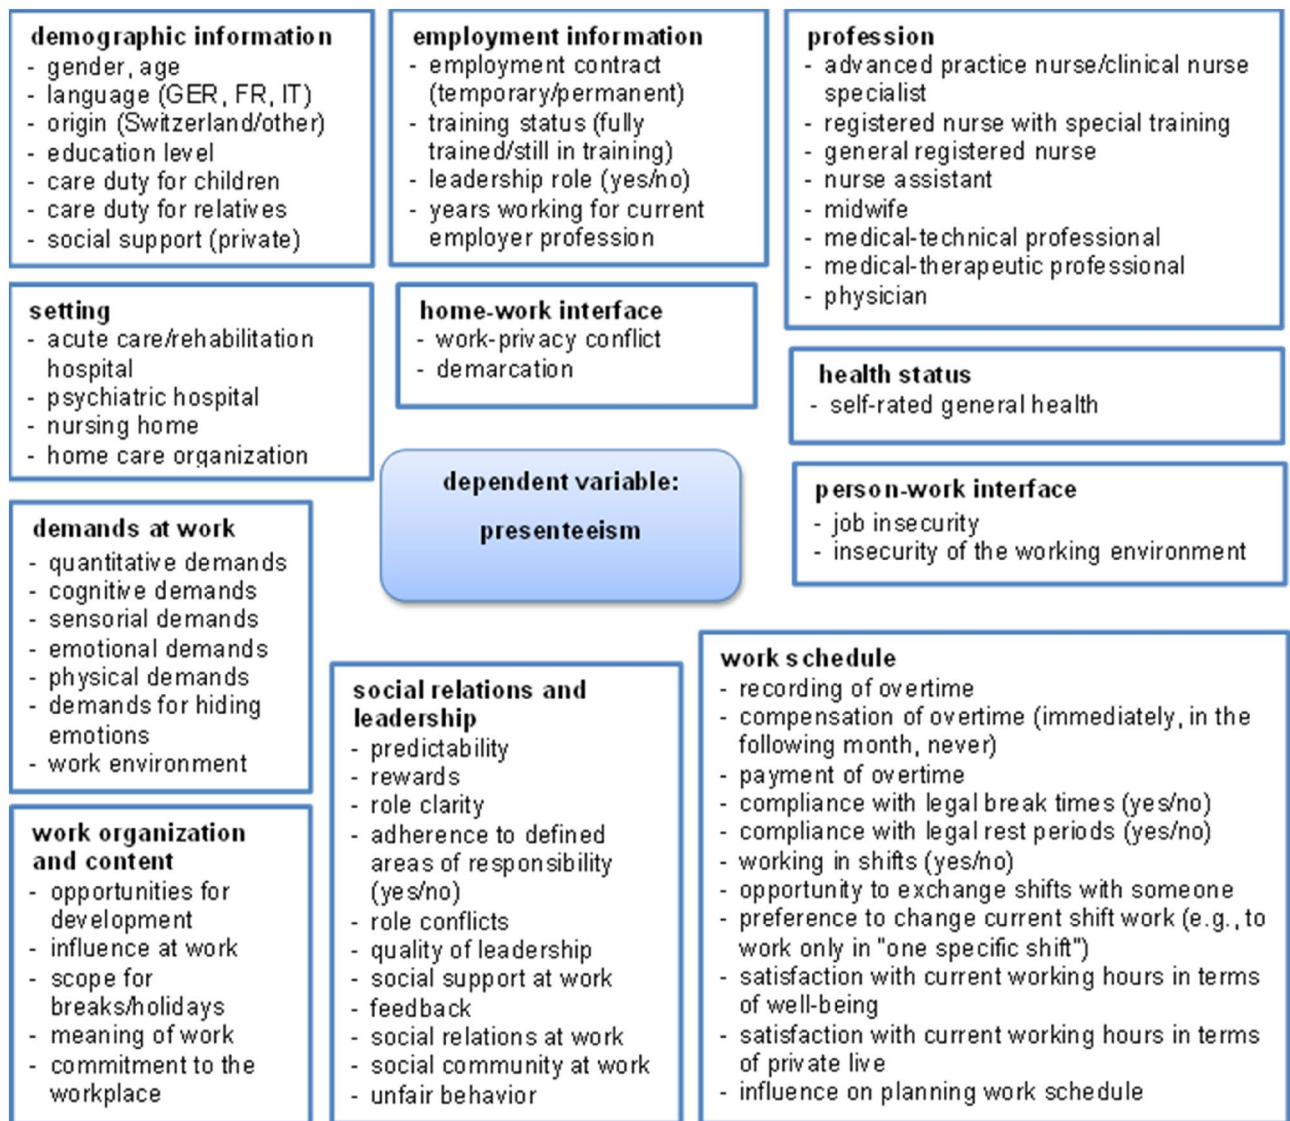 demographic information
- gender, age
- language (GER, FR, IT)
- origin (Switzerland/other)
- education level
- care duty for children
- care duty for relatives
- social support (private)
employment information
- employment contract
(temporary/permanent)
- training status (fully
trained/still in training)
- leadership role (yes/no)
- years working for current
employer profession
profession
- advanced practice nurse/clinical nurse
specialist
- registered nurse with special training
- general registered nurse
- nurse assistant
- midwife
- medical-technical professional
- medical-therapeutic professional
- physician
setting
- acute care/rehabilitation
hospital
- psychiatric hospital
- nursing home
- home care organization
home-work interface
- work-privacy conflict
- demarcation
health status
- self-rated general health
dependent variable:
presenteeism
person-work interface
- job insecurity
- insecurity of the working environment
demands at work
- quantitative demands
- cognitive demands
- sensorial demands
- emotional demands
- physical demands
- demands for hiding
emotions
- work environment
work organization
and content
- opportunities for
development
- influence at work
- scope for
breaks/holidays
- meaning of work
- commitment to the
workplace
social relations and
leadership
- predictability
- rewards
- role clarity
- adherence to defined
areas of responsibility
(yes/no)
- role conflicts
- quality of leadership
- social support at work
- feedback
- social relations at work
- social community at work
- unfair behavior
work schedule
- recording of overtime
- compensation of overtime (immediately, in the
following month, never)
- payment of overtime
- compliance with legal break times (yes/no)
- compliance with legal rest periods (yes/no)
- working in shifts (yes/no)
- opportunity to exchange shifts with someone
- preference to change current shift work (e.g., to
work only in "one specific shift")
- satisfaction with current working hours in terms
of well-being
- satisfaction with current working hours in terms
of private live
- influence on planning work schedule